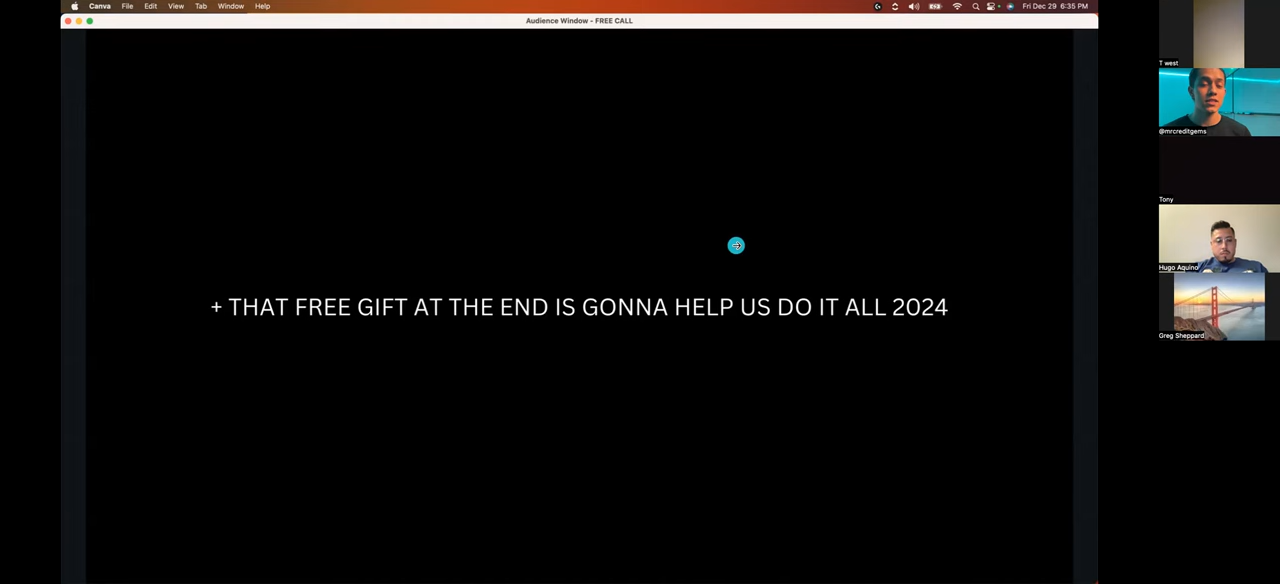 Canva File Edit View Tab Window Help Fri Dec 29 6:35 PM
Audience Window - FREE CALL
+ THAT FREE GIFT AT THE END IS GONNA HELP US DO IT ALL 2024
T west
@mrcreditgems
Tony
Hugo Aquino
Greg Sheppard